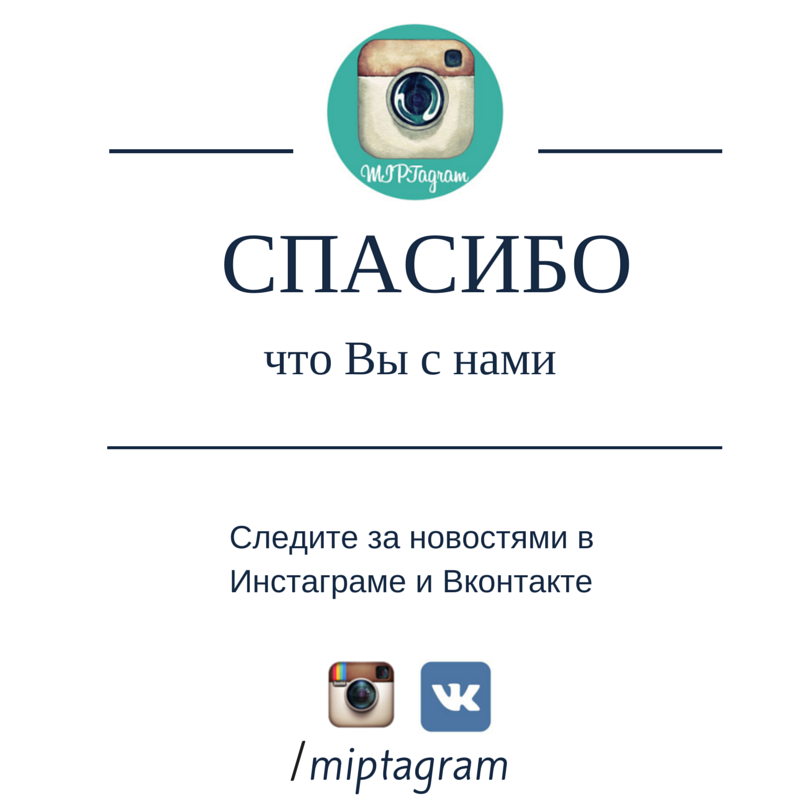 MIPTagram
СПАСИБО
что Вы с нами
Следите за новостями в
Инстаграме и Вконтакте
/miptagram